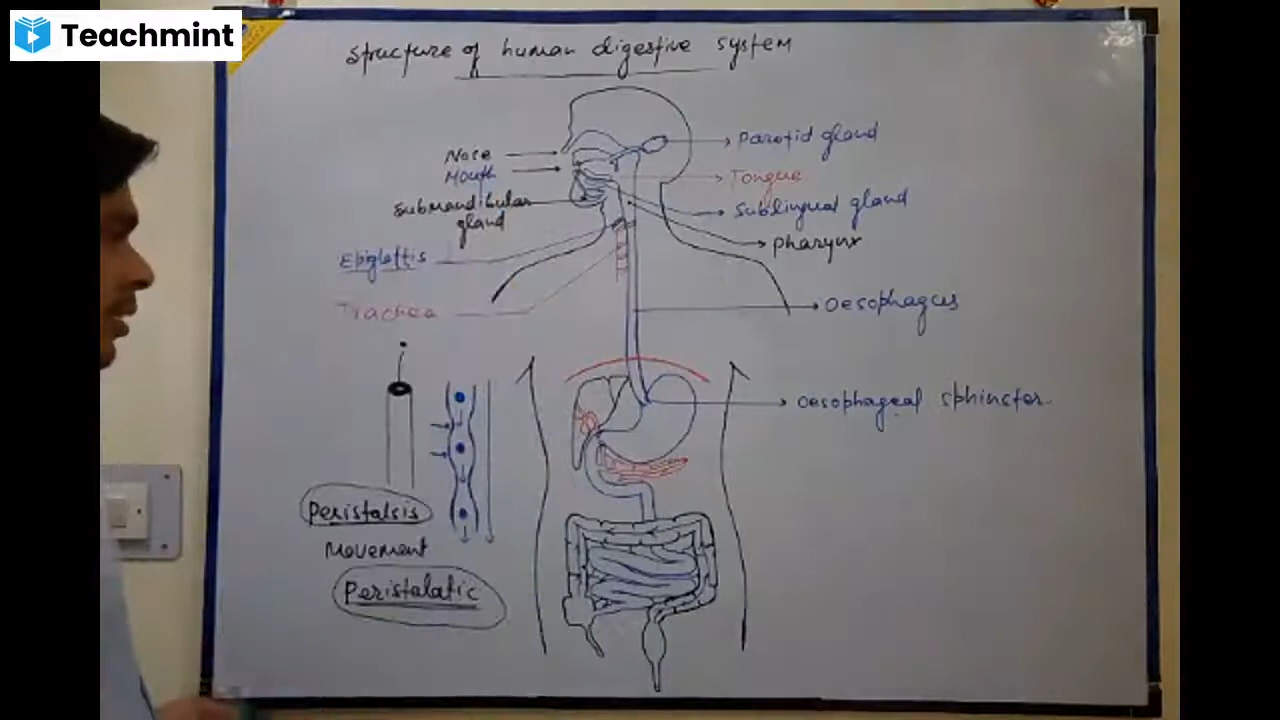 Teachmint
Structure of human digestive system
Nose
Mouth
Submandibular
gland
Epiglottis
Trachea
Parotid gland
Tongue
Sublingual gland
Pharynx
Oesophagus
Oesophageal sphincter
Peristalsis
Movement
Peristalatic